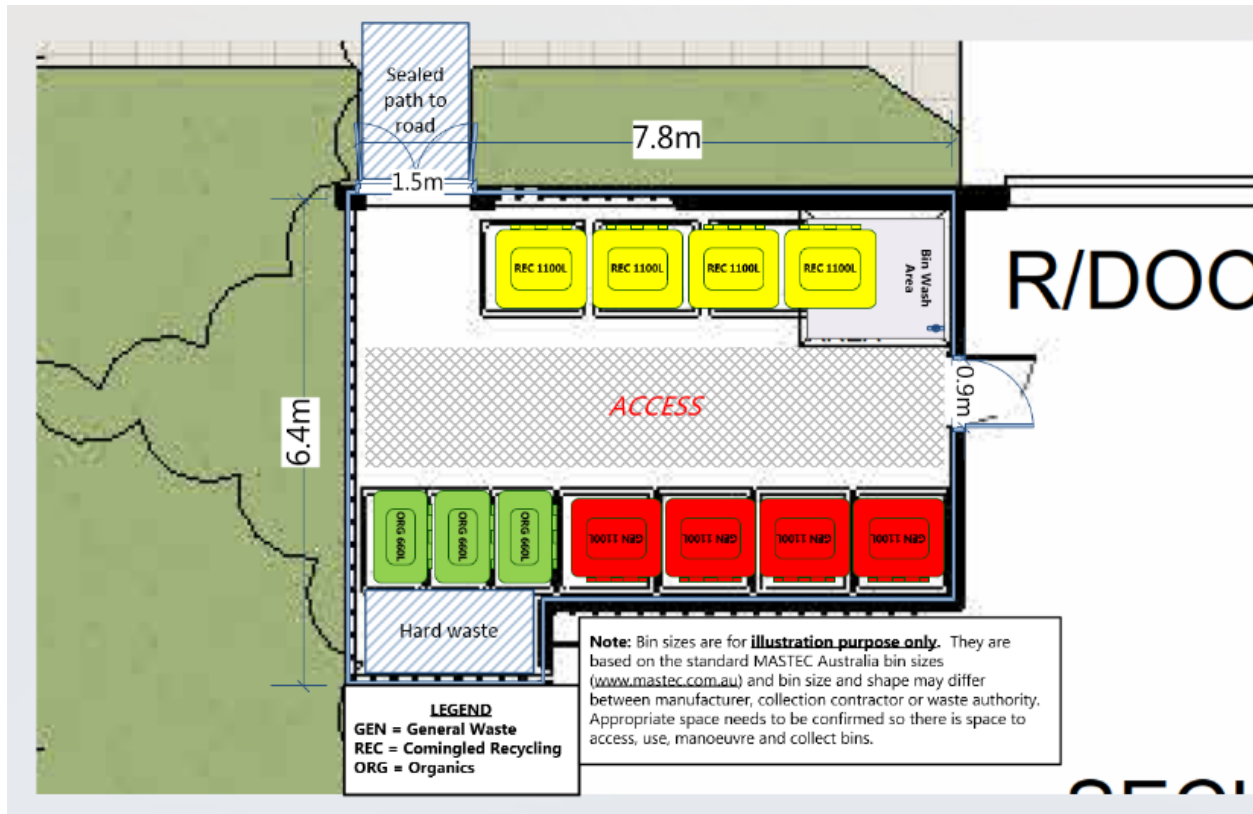 Sealed
path to
road
7.8m
1.5m
REC 1100L
REC 1100L
REC 1100L
REC 1100L
Bin Wash
Area
R/DOC
6.4m
ACCESS
0.9m
ORG 660L
ORG 660L
ORG 660L
GEN 1100L
GEN 1100L
GEN 1100L
GEN 1100L
Hard waste
Note: Bin sizes are for illustration purpose only. They are
based on the standard MASTEC Australia bin sizes
(www.mastec.com.au) and bin size and shape may differ
between manufacturer, collection contractor or waste authority.
Appropriate space needs to be confirmed so there is space to
access, use, manoeuvre and collect bins.
LEGEND
GEN = General Waste
REC = Comingled Recycling
ORG = Organics